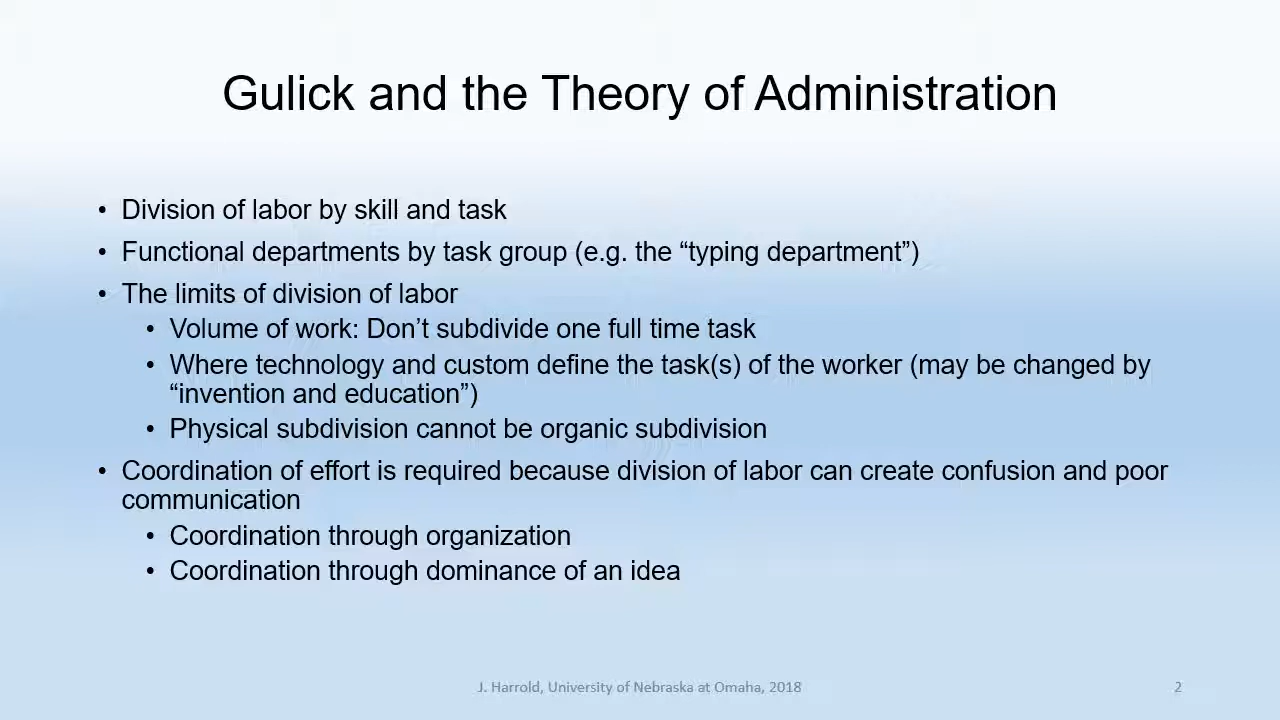 Gulick and the Theory of Administration
• Division of labor by skill and task
• Functional departments by task group (e.g. the “typing department”)
• The limits of division of labor
• Volume of work: Don’t subdivide one full time task
• Where technology and custom define the task(s) of the worker (may be changed by
“invention and education”)
• Physical subdivision cannot be organic subdivision
• Coordination of effort is required because division of labor can create confusion and poor
communication
• Coordination through organization
• Coordination through dominance of an idea
J. Harrold, University of Nebraska at Omaha, 2018
2